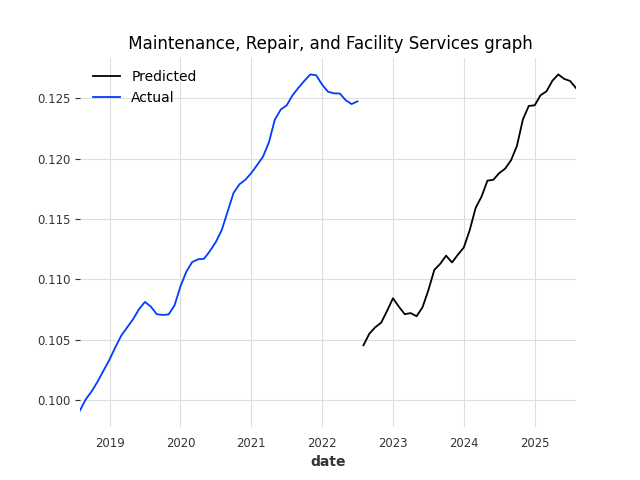 Maintenance, Repair, and Facility Services graph
Predicted
Actual
0.125
0.120
0.115
0.110
0.105
0.100
2019 2020 2021 2022 2023 2024 2025
date